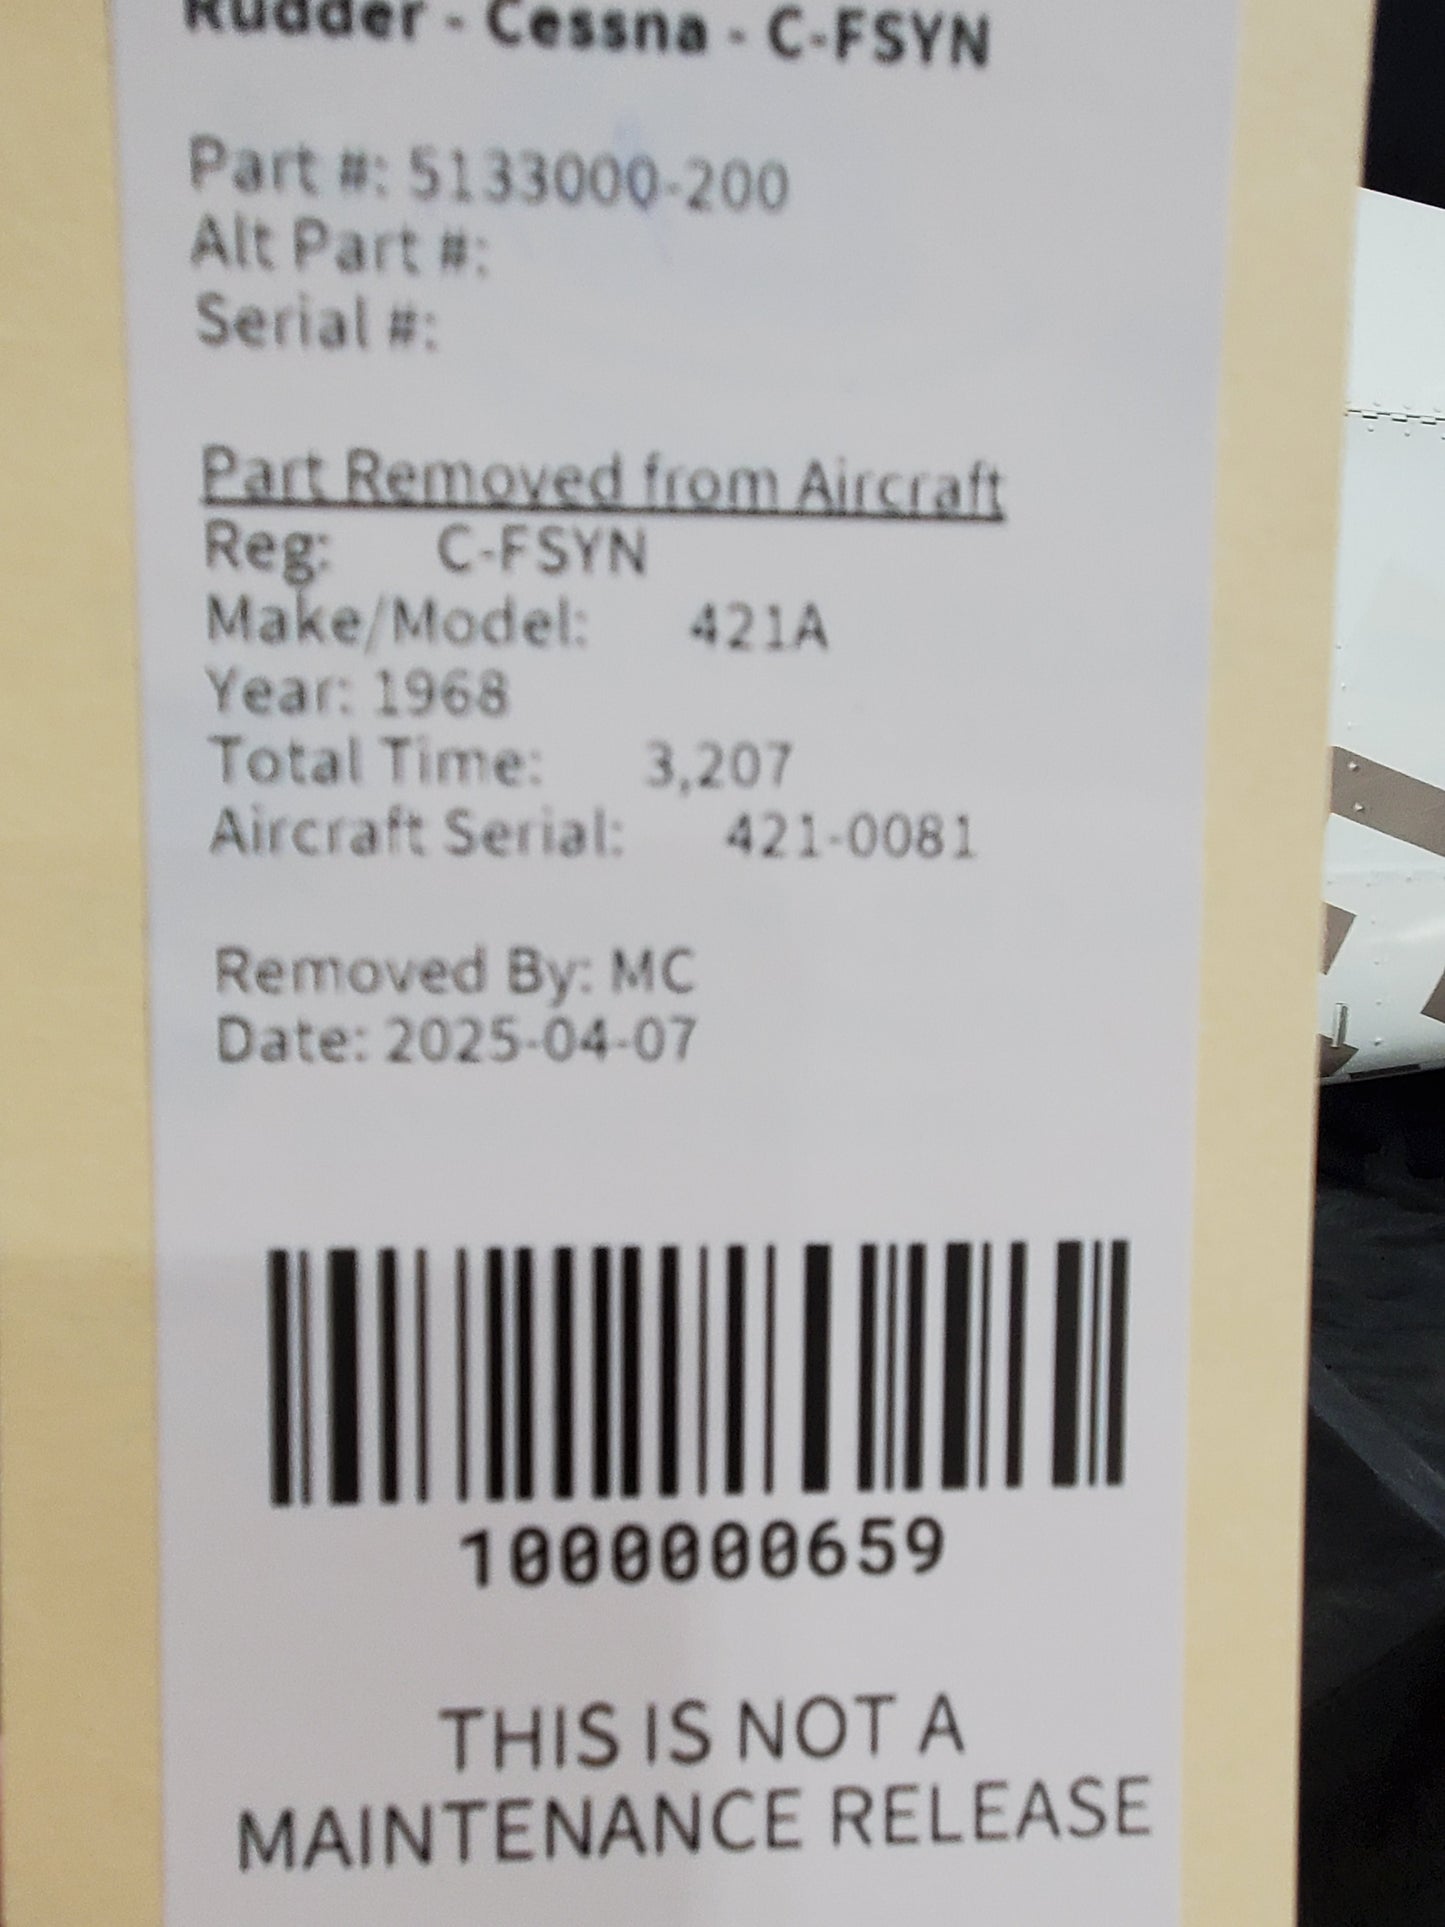 Rudder - Cessna - C-FSYN
Part #: 5133000-200
Alt Part #:
Serial #:
Part Removed from Aircraft
Reg: C-FSYN
Make/Model: 421A
Year: 1968
Total Time: 3,207
Aircraft Serial: 421-0081
Removed By: MC
Date: 2025-04-07
1000000659
THIS IS NOT A
MAINTENANCE RELEASE